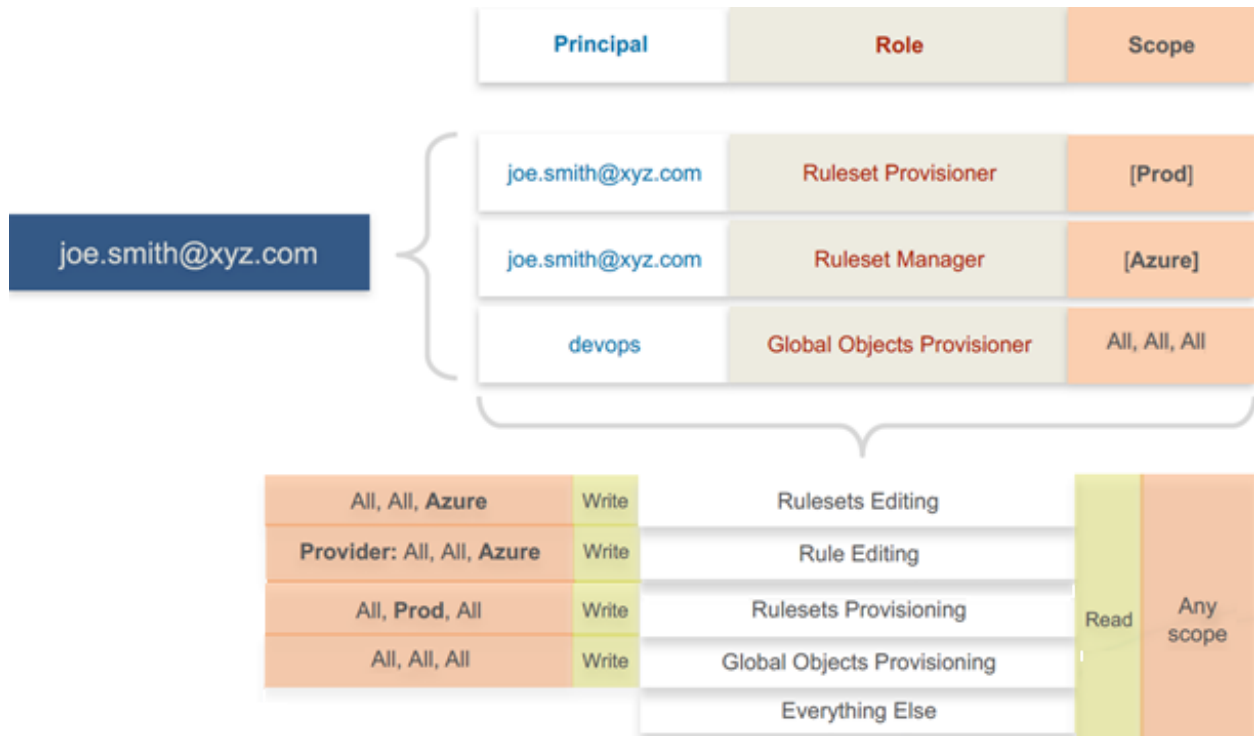 Principal Role Scope
joe.smith@xyz.com Ruleset Provisioner [Prod]
joe.smith@xyz.com
joe.smith@xyz.com Ruleset Manager [Azure]
devops Global Objects Provisioner All, All, All
All, All, Azure Write Rulesets Editing
Provider: All, All, Azure Write Rule Editing
All, Prod, All Write Rulesets Provisioning
Read
Any
scope
All, All, All Write Global Objects Provisioning
Everything Else